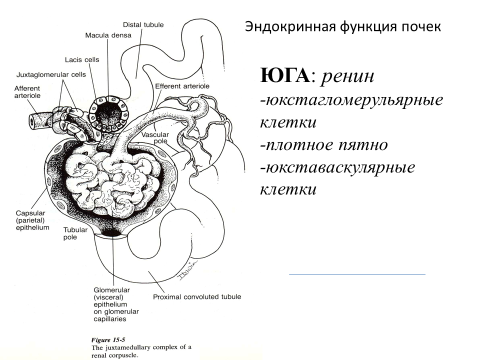 Эндокринная функция почек
ЮГА: ренин
-юкстагломерульярные
клетки
-плотное пятно
-юкставаскулярные
клетки
Distal tubule
Macula densa
Lacis cells
Juxtaglomerular cells
Afferent
arteriole
Efferent arteriole
Vascular
pole
Capsular
(parietal)
epithelium
Tubular
pole
Glomerular
(visceral)
epithelium
on glomerular
capillaries
Proximal convoluted tubule
Figure 15-5
The juxtamedullary complex of a
renal corpuscle.